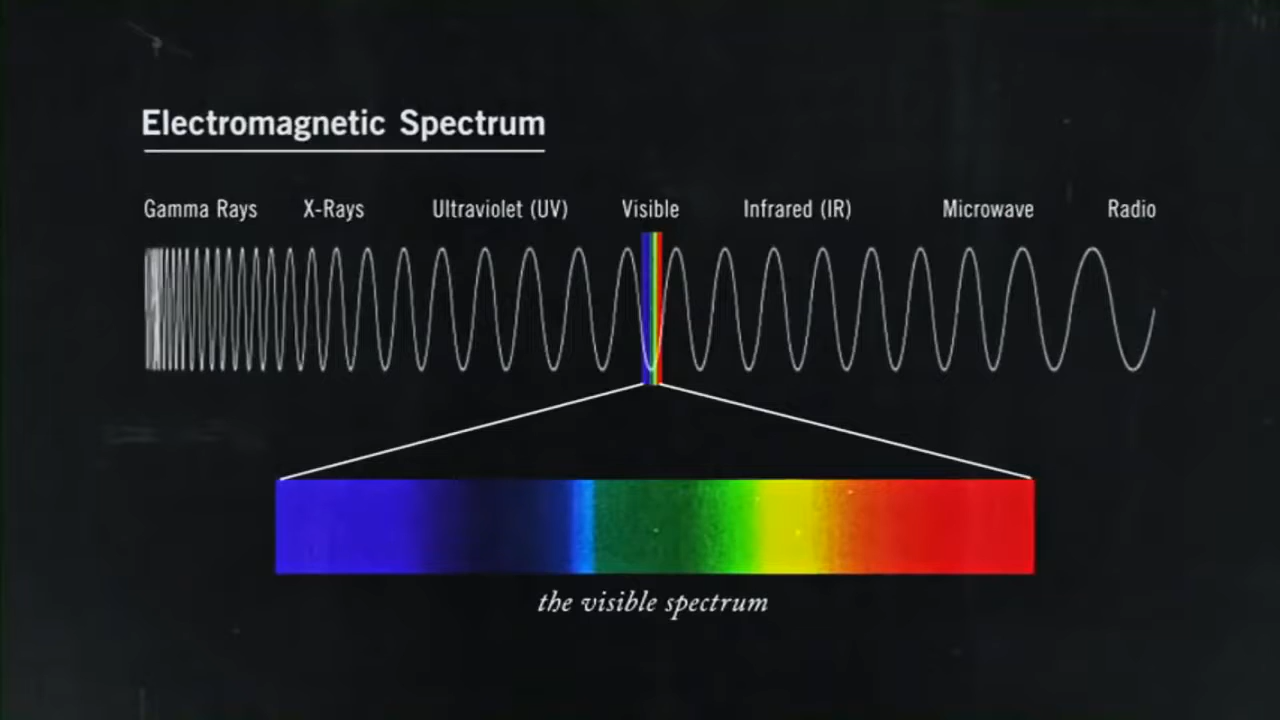 Electromagnetic Spectrum
Gamma Rays X-Rays Ultraviolet (UV) Visible Infrared (IR) Microwave Radio
the visible spectrum